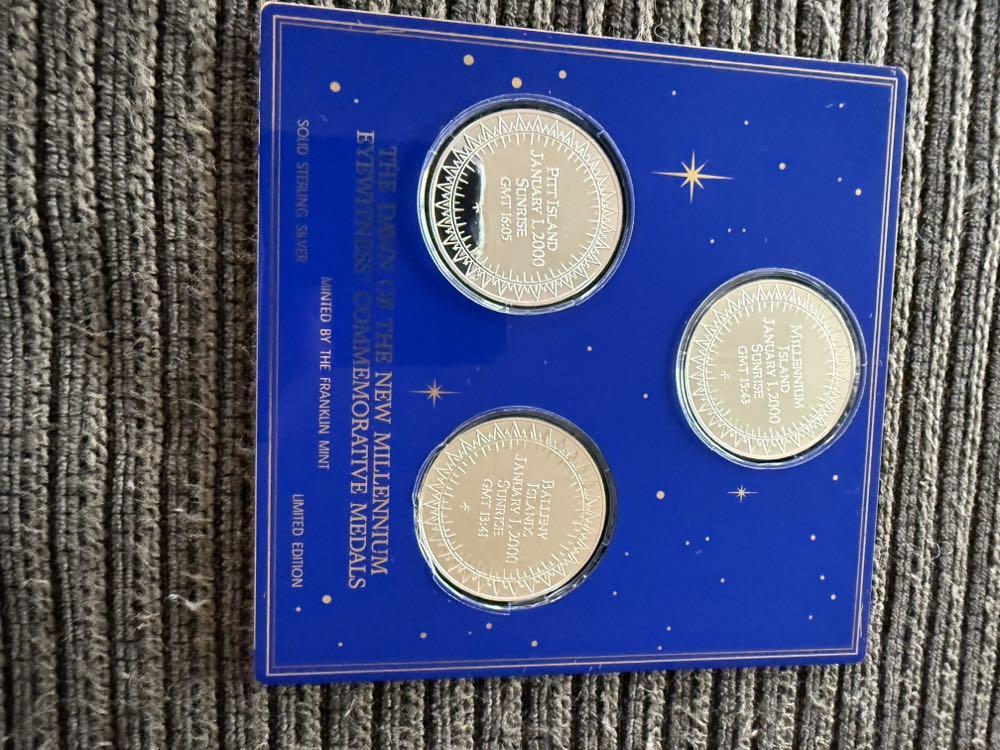 MILLENNIUM
ISLAND
JANUARY 1, 2000
SUNRISE
GMT 15:43
PITT ISLAND
JANUARY 1, 2000
SUNRISE
GMT 16:05
BALLENY
ISLANDS
JANUARY 1, 2000
SUNRISE
GMT 13:41
THE DAWN OF THE NEW MILLENNIUM
EYEWITNESS COMMEMORATIVE MEDALS
SOLID STERLING SILVER MINTED BY THE FRANKLIN MINT LIMITED EDITION